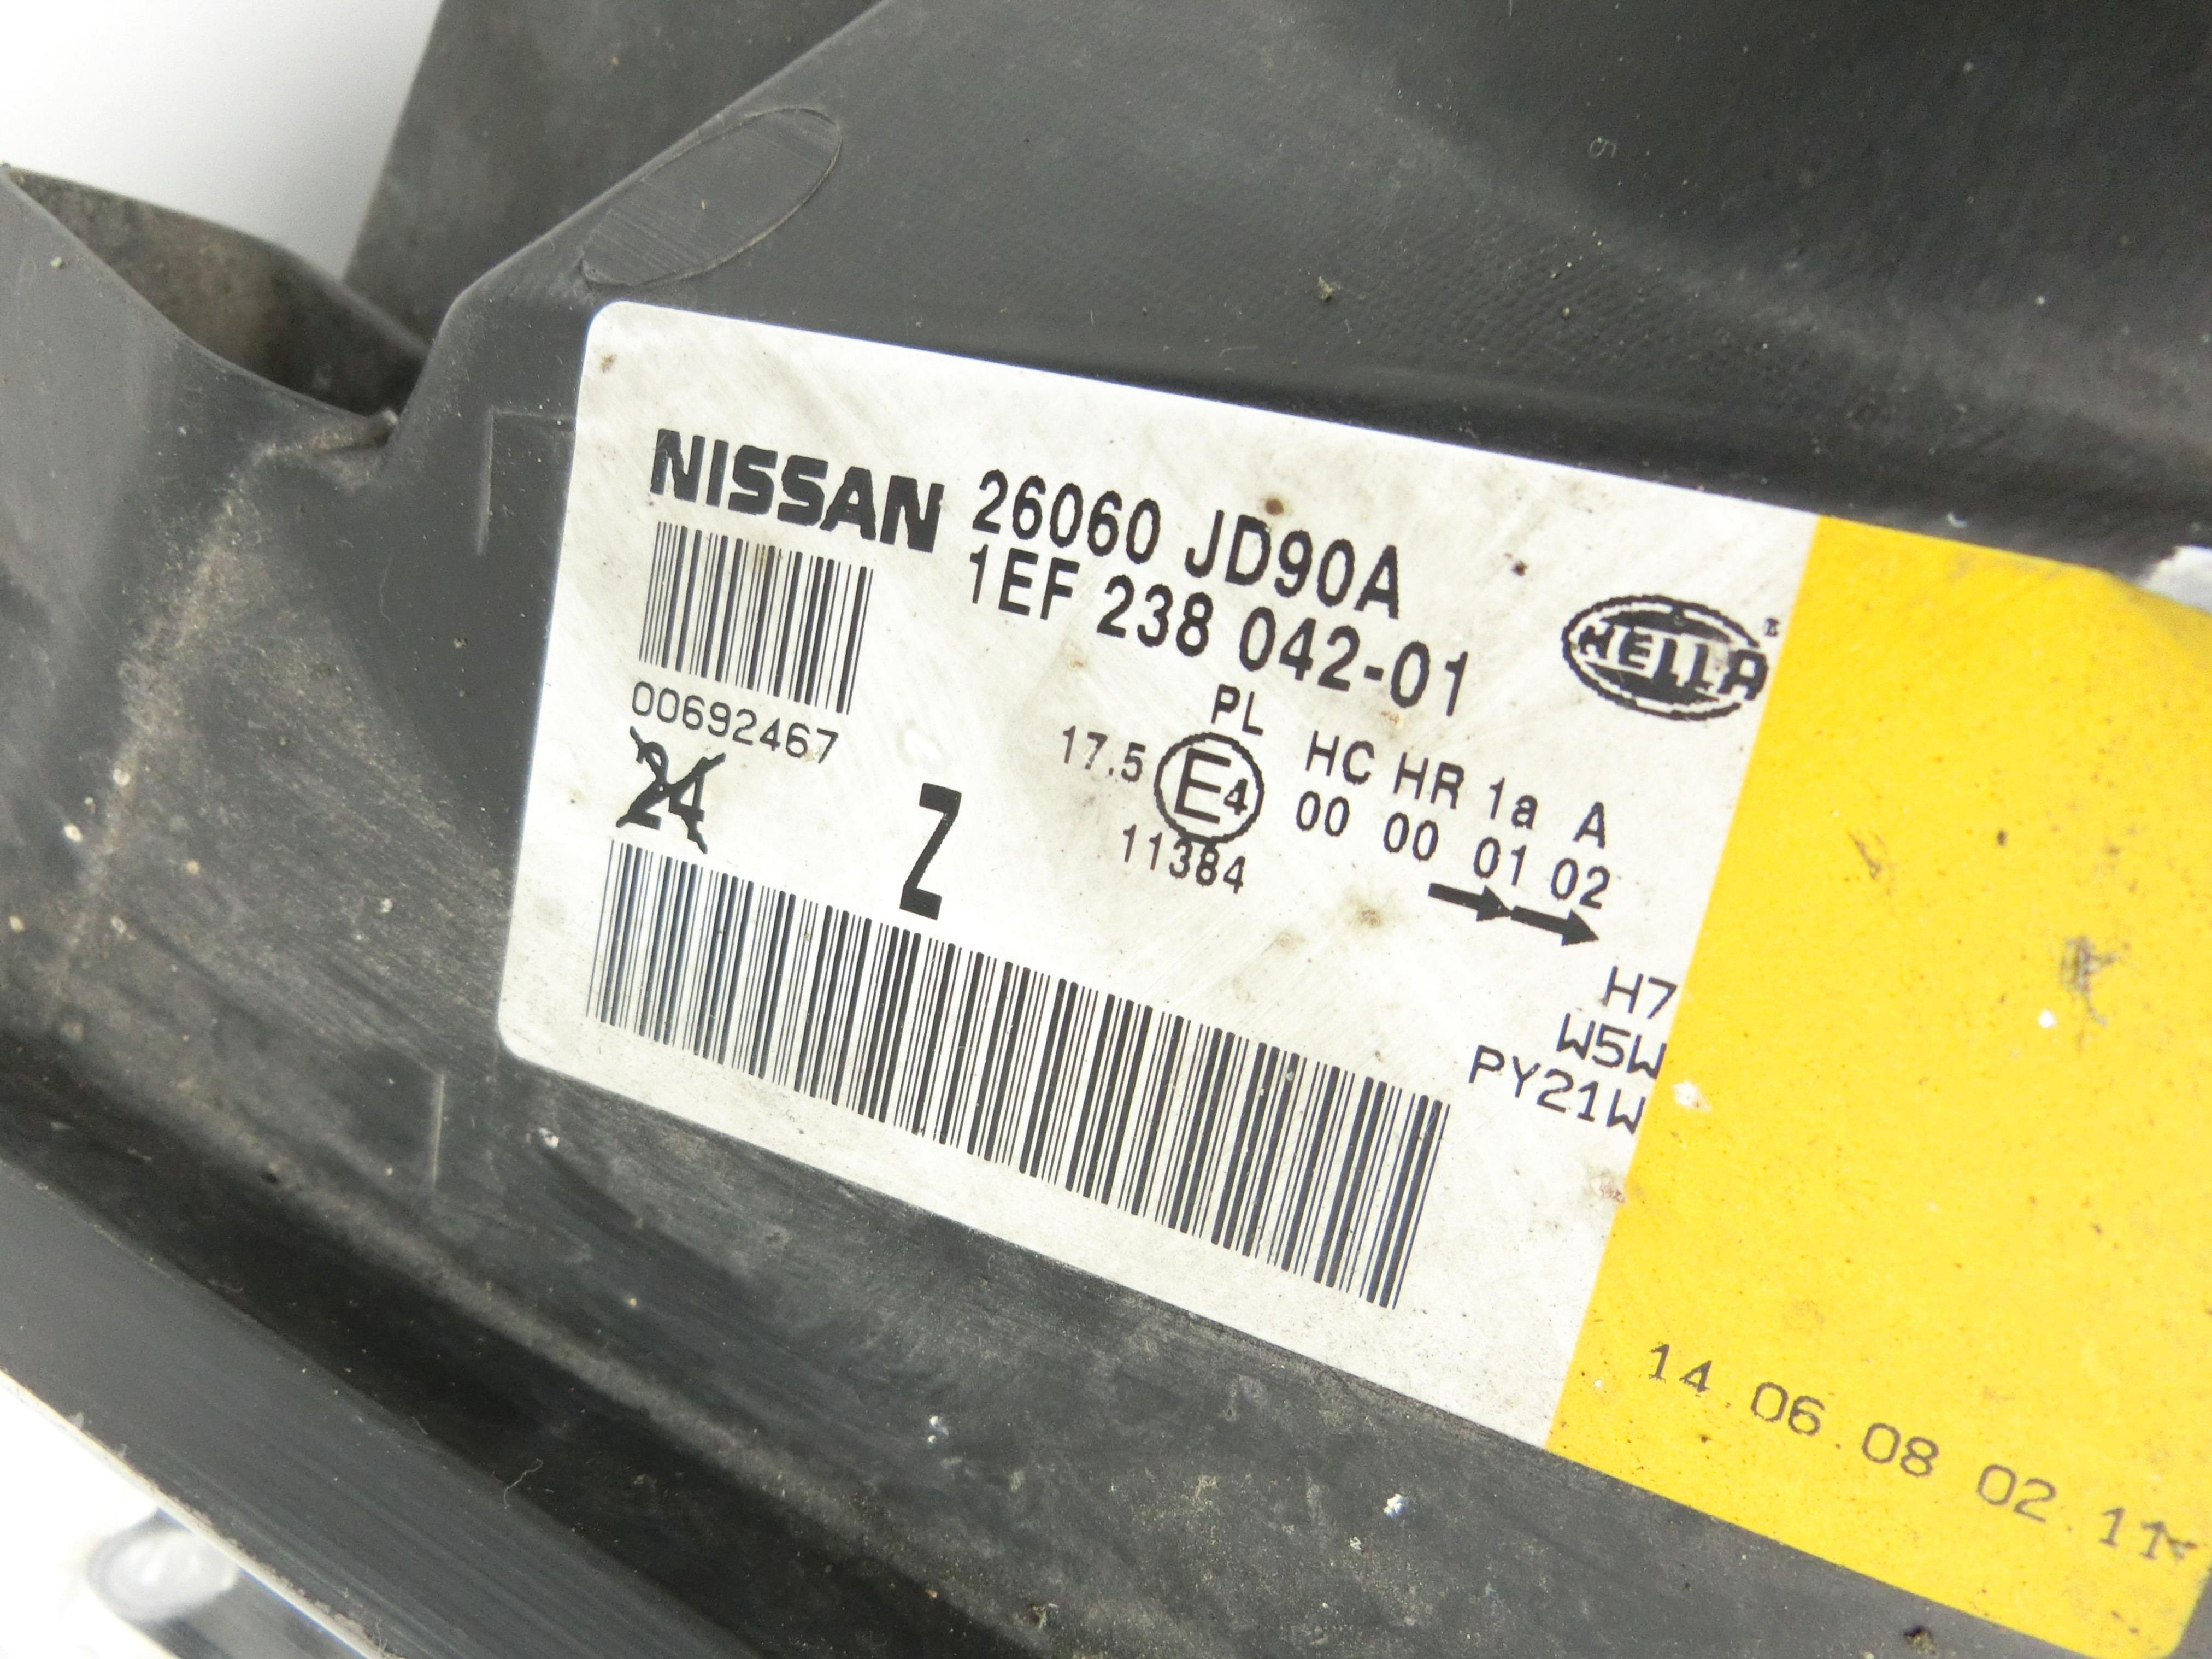 NISSAN 26060 JD90A
1EF 238 042-01
HELLA ®
00692467
24
Z
PL HC HR 1a A
17.5 E4 00 00 01 02
11384
H7
W5W
PY21W
14.06.08 02.11